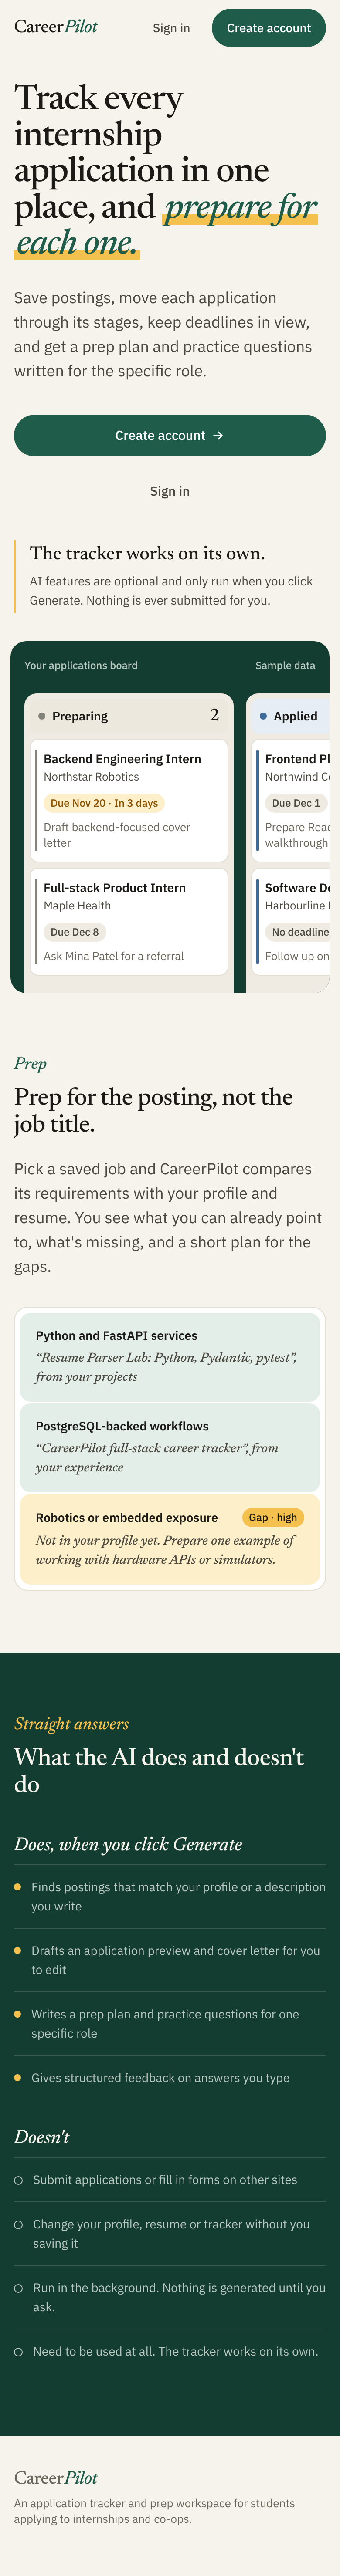 CareerPilot
Sign in
Create account
Track every
internship
application in one
place, and prepare for
each one.
Save postings, move each application
through its stages, keep deadlines in view,
and get a prep plan and practice questions
written for the specific role.
Create account →
Sign in
The tracker works on its own.
AI features are optional and only run when you click
Generate. Nothing is ever submitted for you.
Your applications board
Sample data
Preparing 2
Backend Engineering Intern
Northstar Robotics
Due Nov 20 · In 3 days
Draft backend-focused cover
letter
Full-stack Product Intern
Maple Health
Due Dec 8
Ask Mina Patel for a referral
Applied
Frontend Pl
Northwind C
Due Dec 1
Prepare Reac
walkthrough
Software De
Harbourline
No deadline
Follow up on
Prep
Prep for the posting, not the
job title.
Pick a saved job and CareerPilot compares
its requirements with your profile and
resume. You see what you can already point
to, what's missing, and a short plan for the
gaps.
Python and FastAPI services
“Resume Parser Lab: Python, Pydantic, pytest”,
from your projects
PostgreSQL-backed workflows
“CareerPilot full-stack career tracker”, from
your experience
Robotics or embedded exposure
Gap · high
Not in your profile yet. Prepare one example of
working with hardware APIs or simulators.
Straight answers
What the AI does and doesn't
do
Does, when you click Generate
Finds postings that match your profile or a description
you write
Drafts an application preview and cover letter for you
to edit
Writes a prep plan and practice questions for one
specific role
Gives structured feedback on answers you type
Doesn't
Submit applications or fill in forms on other sites
Change your profile, resume or tracker without you
saving it
Run in the background. Nothing is generated until you
ask.
Need to be used at all. The tracker works on its own.
CareerPilot
An application tracker and prep workspace for students
applying to internships and co-ops.